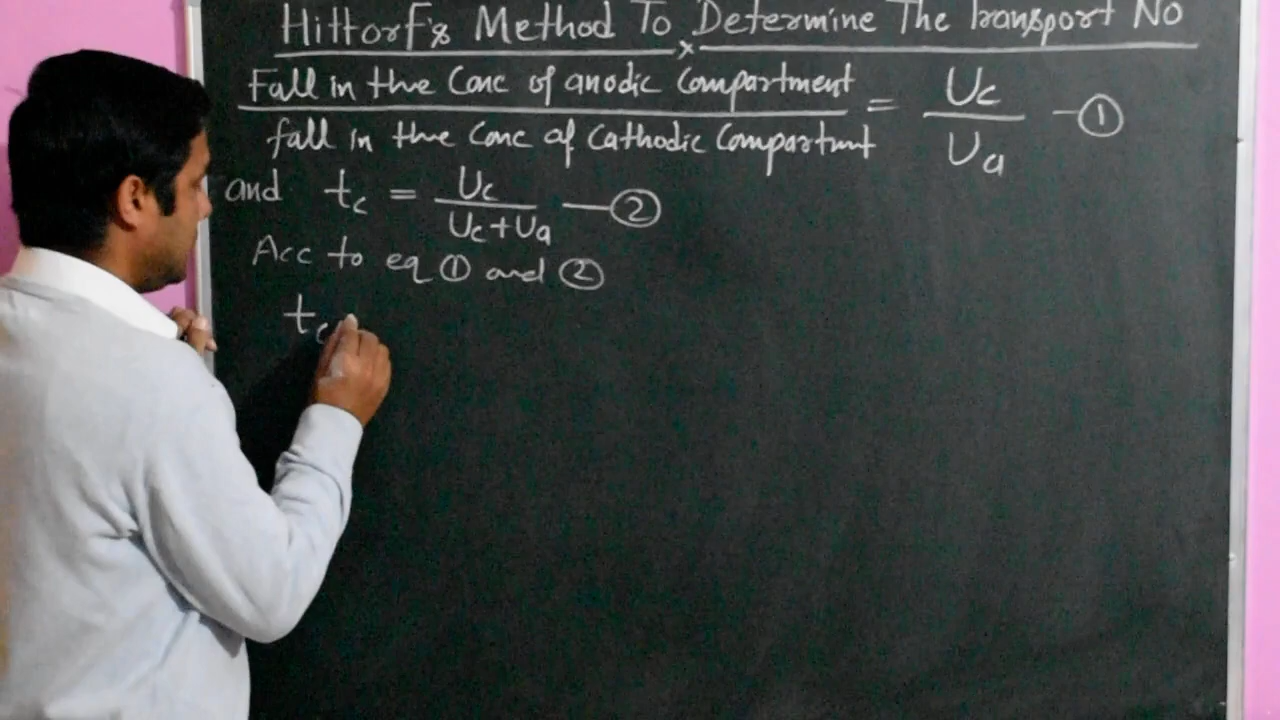 Hittorf's Method To Determine The transport No
Fall in the Conc of anodic Compartment / fall in the Conc of Cathodic Compartment = Uc / Ua - ①
and tc = Uc / Uc+Ua - ②
Acc to eq ① and ②
tc